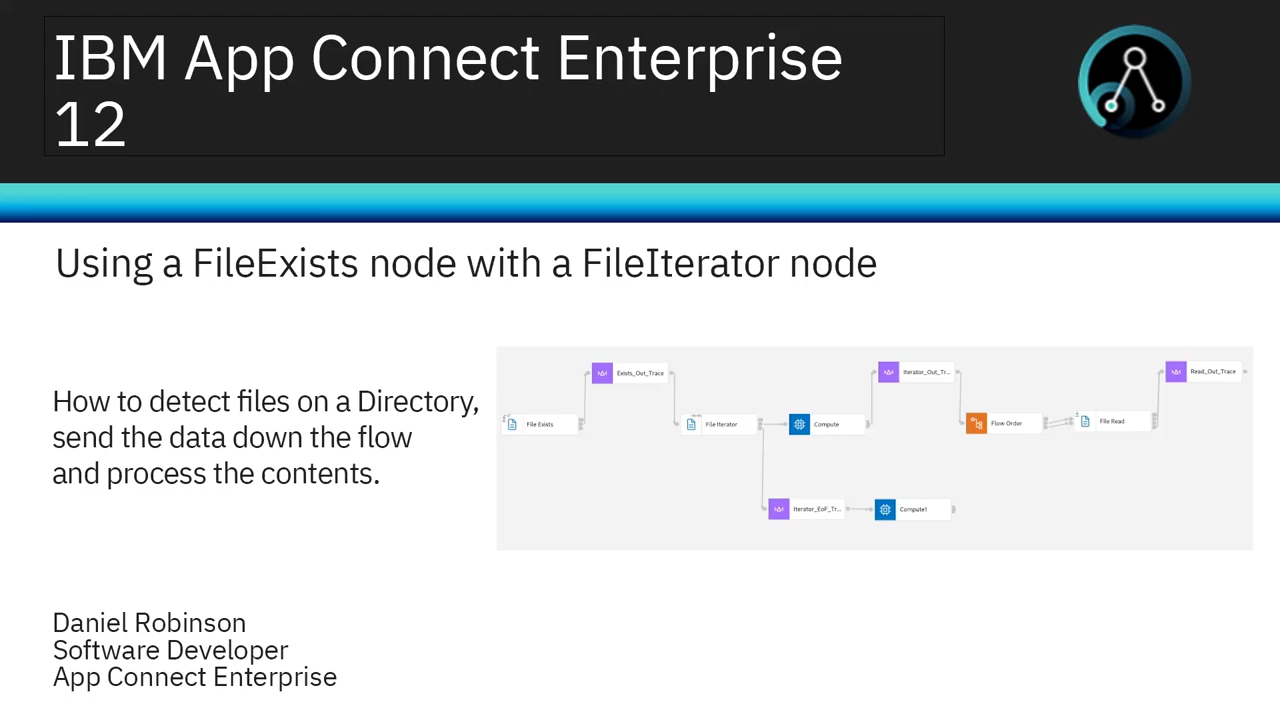 IBM App Connect Enterprise
12
Using a FileExists node with a FileIterator node
How to detect files on a Directory,
send the data down the flow
and process the contents.
Exists_Out_Trace
Iterator_Out_Tr...
Read_Out_Trace
File Exists
File Iterator
Compute
Flow Order
File Read
Iterator_EoF_Tr...
Compute1
Daniel Robinson
Software Developer
App Connect Enterprise